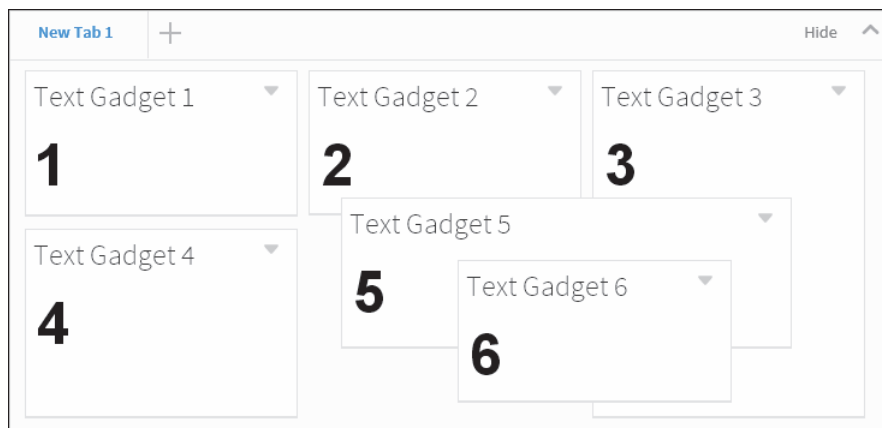 New Tab 1
Hide
Text Gadget 1
Text Gadget 2
Text Gadget 3
1
2
3
Text Gadget 5
Text Gadget 4
Text Gadget 6
5
4
6